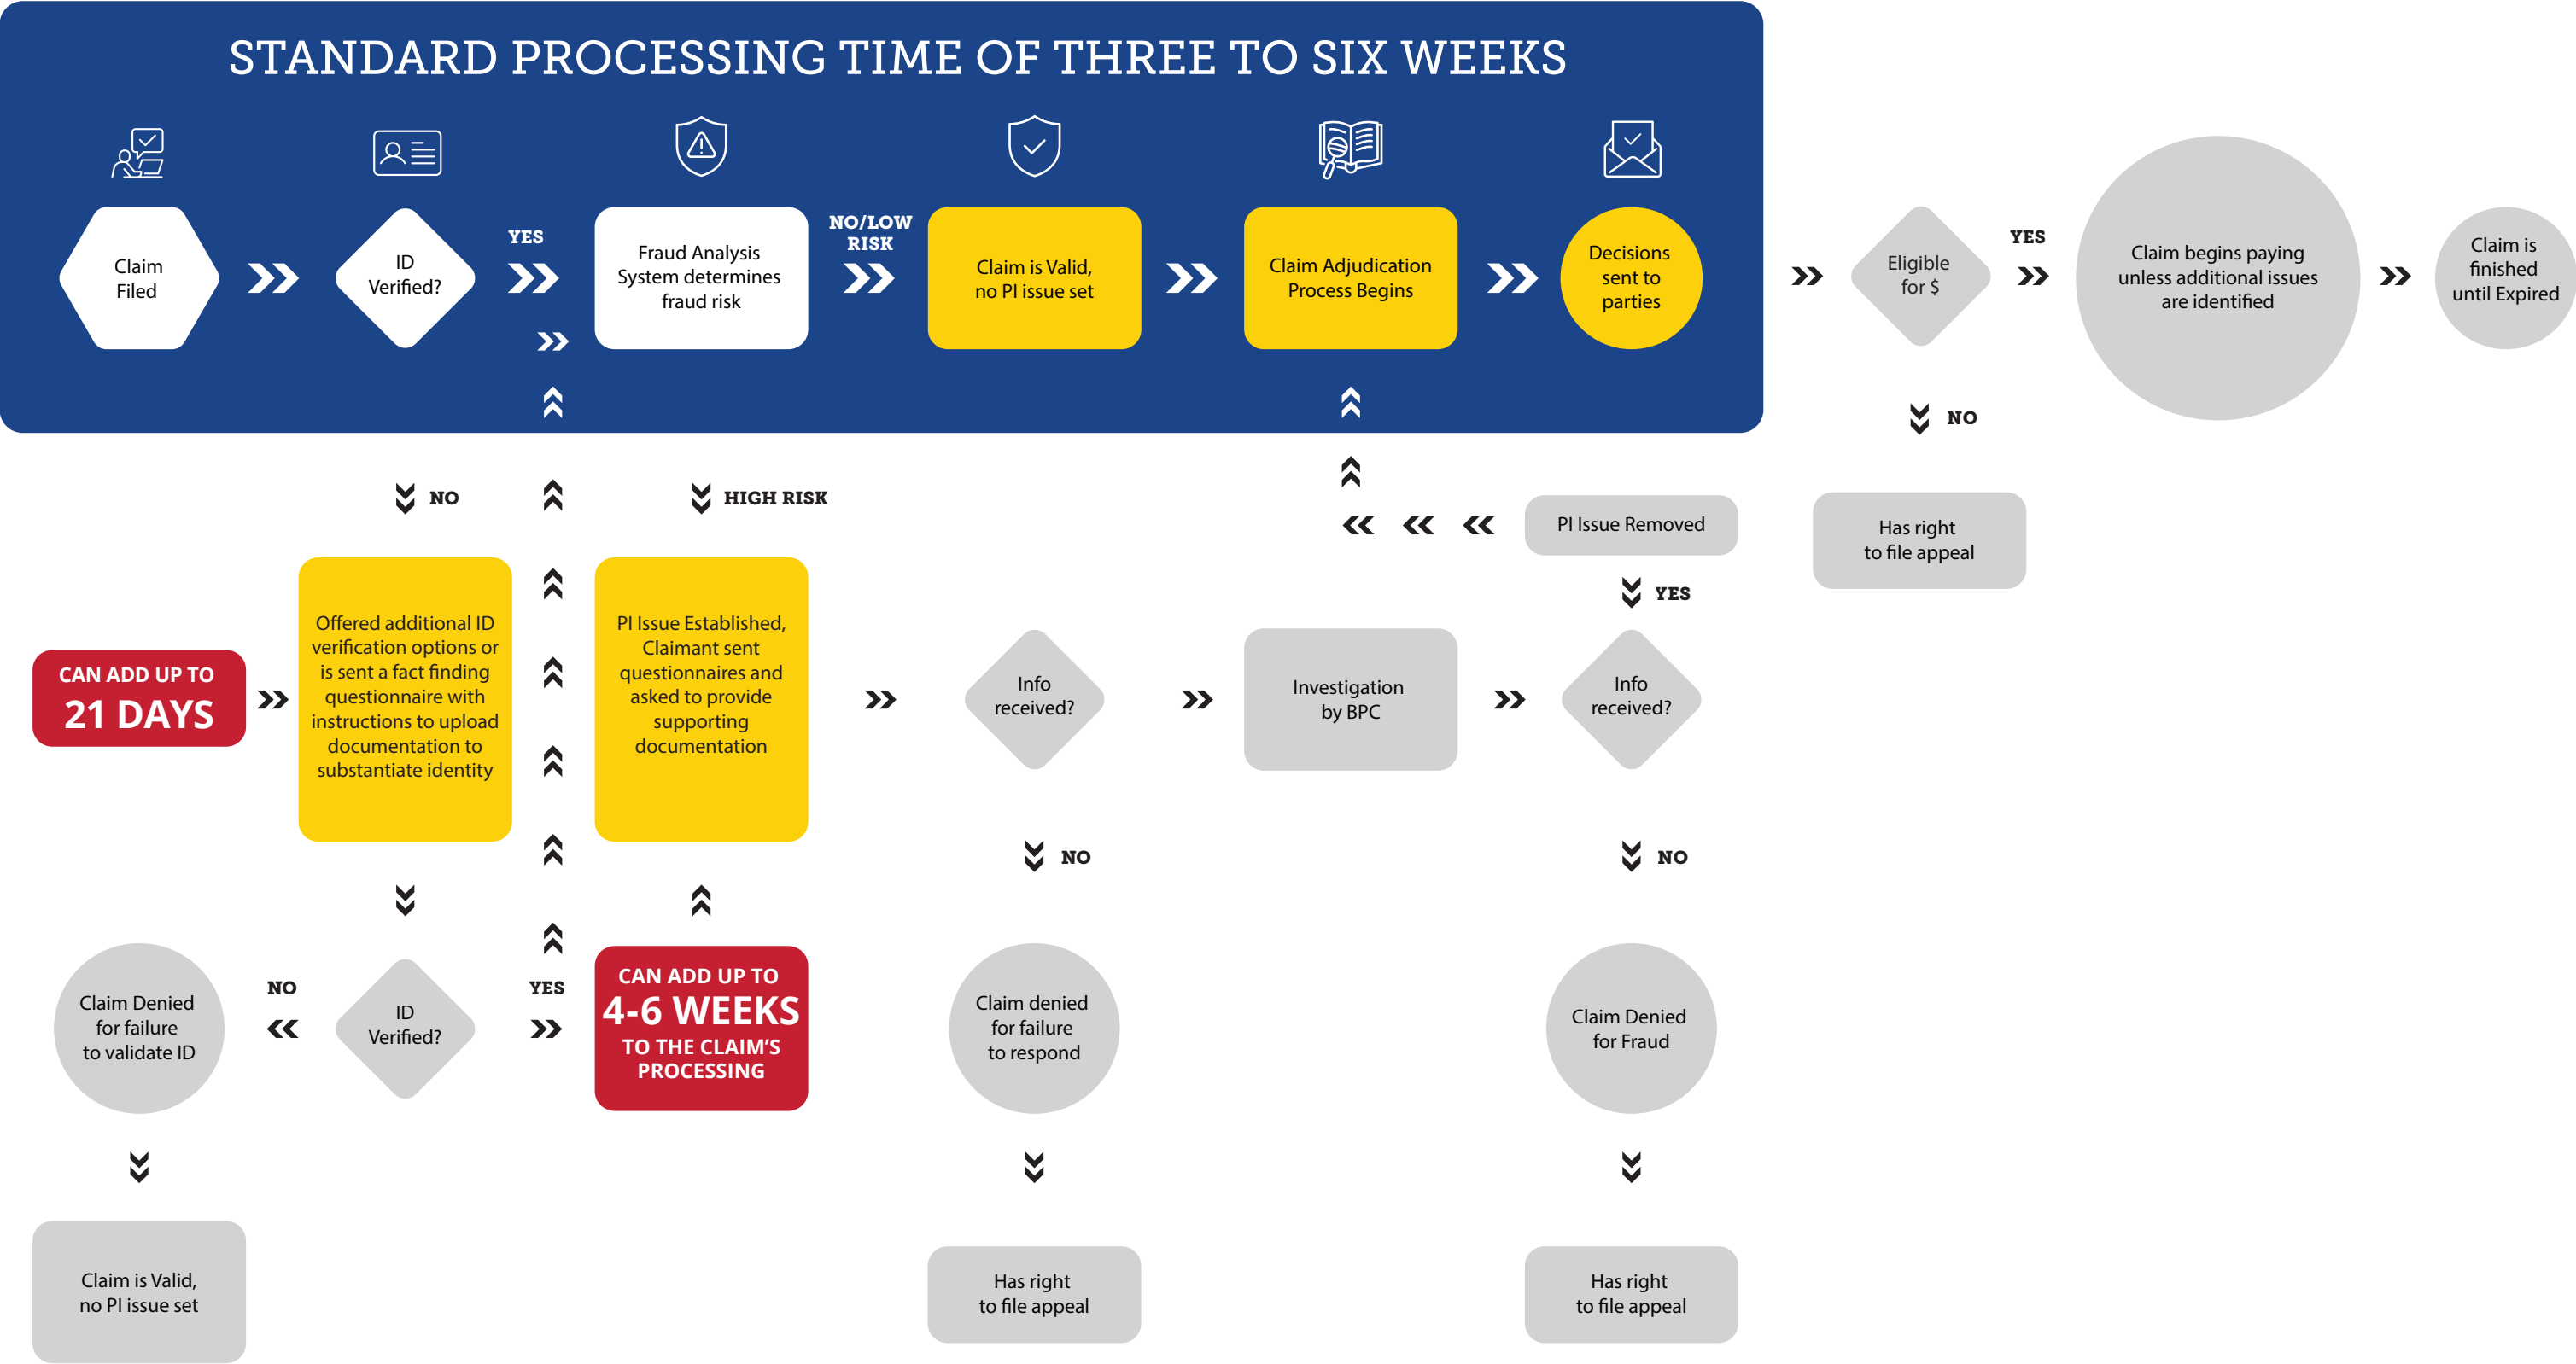 STANDARD PROCESSING TIME OF THREE TO SIX WEEKS
Claim
Filed
ID
Verified?
YES
Fraud Analysis
System determines
fraud risk
NO/LOW
RISK
Claim is Valid,
no PI issue set
Claim Adjudication
Process Begins
Decisions
sent to
parties
Eligible
for $
YES
Claim begins paying
unless additional issues
are identified
Claim is
finished
until Expired
NO
NO
HIGH RISK
PI Issue Removed
Has right
to file appeal
YES
CAN ADD UP TO
21 DAYS
Offered additional ID
verification options or
is sent a fact finding
questionnaire with
instructions to upload
documentation to
substantiate identity
PI Issue Established,
Claimant sent
questionnaires and
asked to provide
supporting
documentation
Info
received?
Investigation
by BPC
Info
received?
NO
NO
Claim Denied
for failure
to validate ID
NO
ID
Verified?
YES
CAN ADD UP TO
4-6 WEEKS
TO THE CLAIM'S
PROCESSING
Claim denied
for failure
to respond
Claim Denied
for Fraud
Claim is Valid,
no PI issue set
Has right
to file appeal
Has right
to file appeal